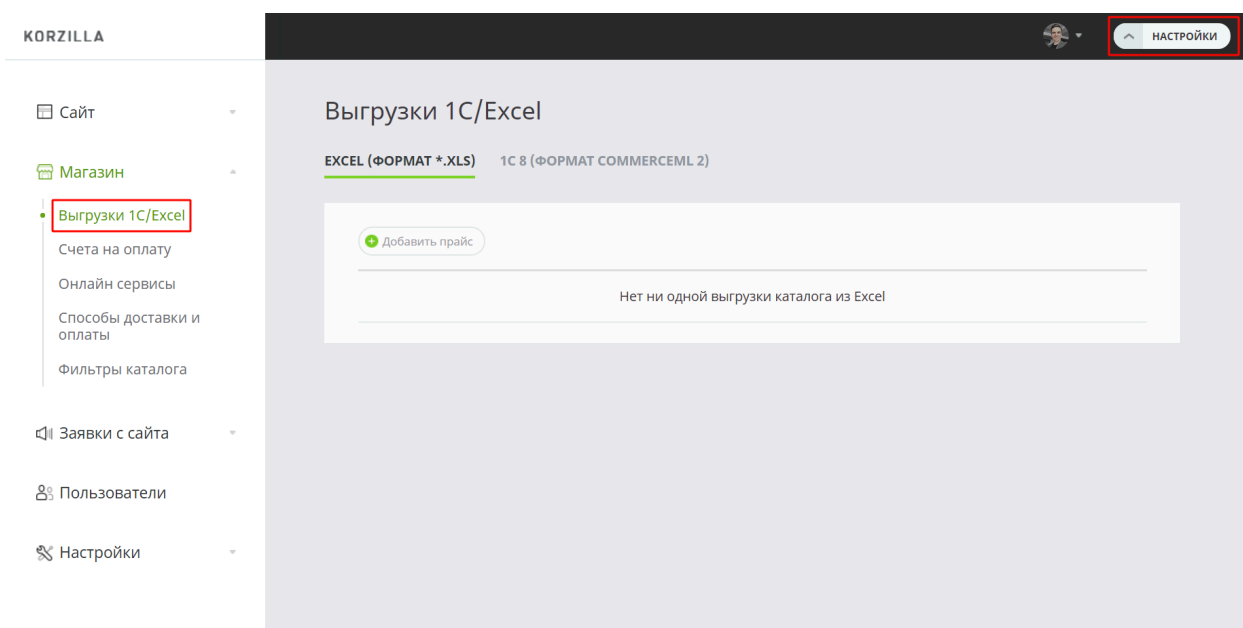 KORZILLA
НАСТРОЙКИ
Сайт
Магазин
Выгрузки 1С/Excel
Счета на оплату
Онлайн сервисы
Способы доставки и
оплаты
Фильтры каталога
Заявки с сайта
Пользователи
Настройки
Выгрузки 1С/Excel
EXCEL (ФОРМАТ *.XLS) 1С 8 (ФОРМАТ COMMERCEML 2)
Добавить прайс
Нет ни одной выгрузки каталога из Excel